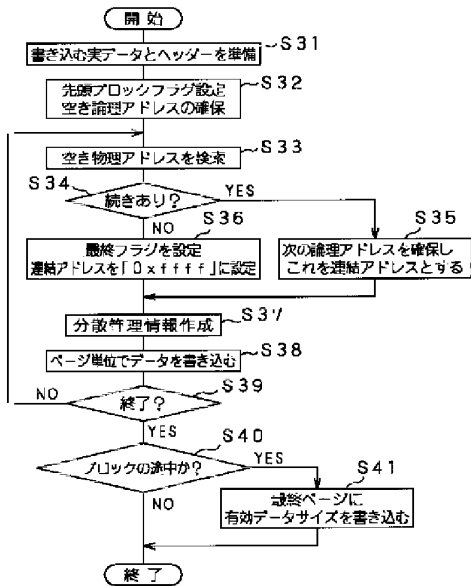 開始
書き込む実データとヘッダーを準備
S31
先頭ブロックフラグ設定
空き論理アドレスの確保
S32
空き物理アドレスを検索
S33
S34
続きあり?
YES
NO
S36
最終フラグを設定
連結アドレスを「0xffff」に設定
S35
次の論理アドレスを確保し
これを連結アドレスとする
分散管理情報作成
S37
ページ単位でデータを書き込む
S38
S39
終了?
NO
YES
S40
ブロックの途中か?
YES
NO
S41
最終ページに
有効データサイズを書き込む
終了